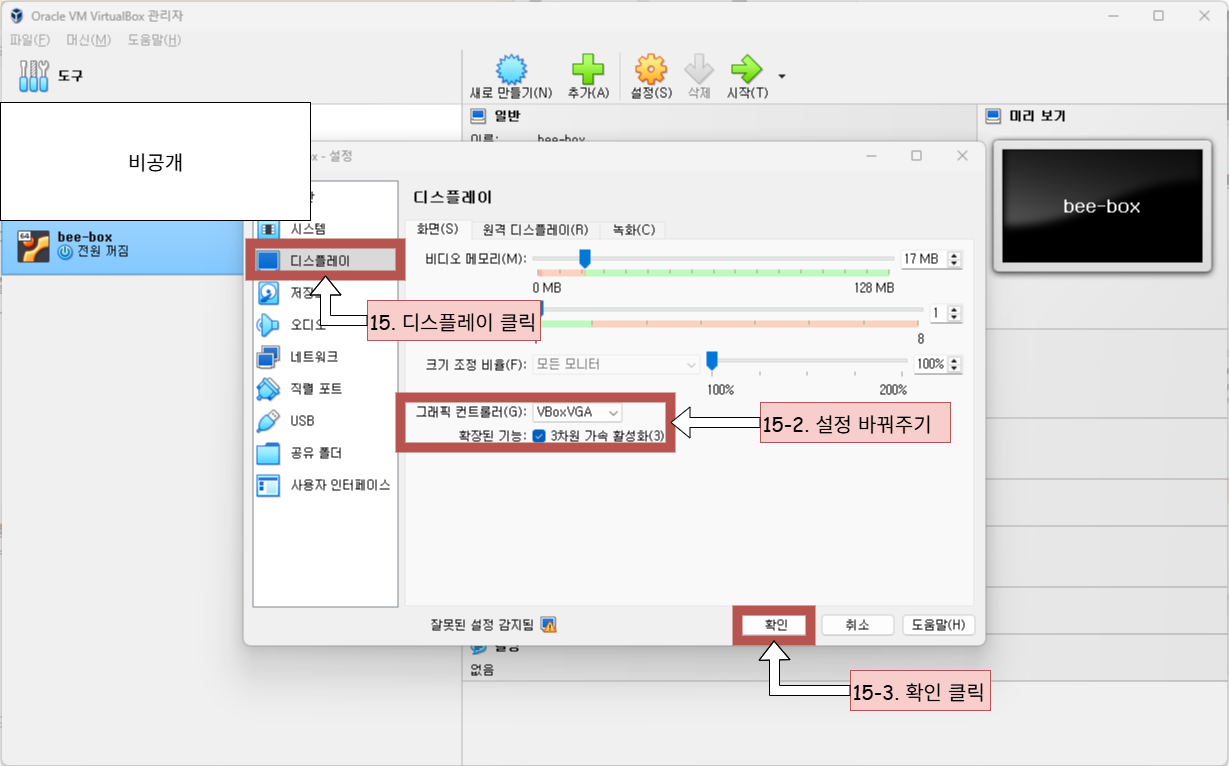 Oracle VM VirtualBox 관리자
파일(F) 머신(M) 도움말(H)
도구
새로 만들기(N) 추가(A) 설정(S) 삭제 시작(T)
일반
미리 보기
이름: bee-box
비공개
x - 설정
디스플레이
bee-box
64
bee-box
전원 꺼짐
시스템
디스플레이
오디오
네트워크
직렬 포트
USB
공유 폴더
사용자 인터페이스
화면(S) 원격 디스플레이(R) 녹화(C)
비디오 메모리(M):
17 MB
0 MB 128 MB
15. 디스플레이 클릭
1
8
크기 조정 비율(F): 모든 모니터
100%
100% 200%
그래픽 컨트롤러(G): VBoxVGA
확장된 기능: 3차원 가속 활성화(3)
15-2. 설정 바꿔주기
잘못된 설정 감지됨
확인 취소 도움말(H)
없음
15-3. 확인 클릭